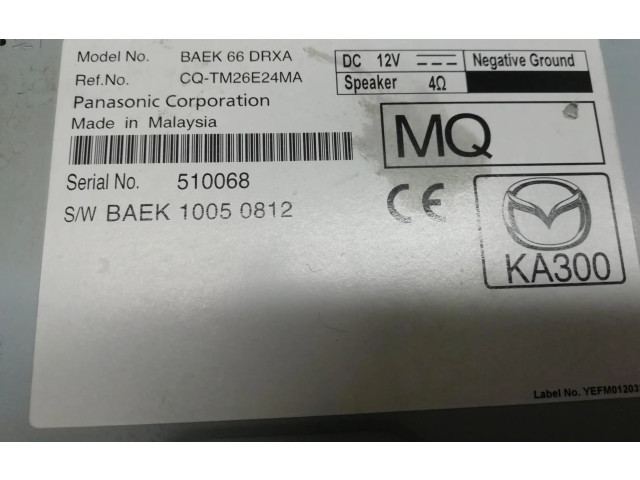 Model No. BAEK 66 DRXA
Ref.No. CQ-TM26E24MA
Panasonic Corporation
Made in Malaysia
Serial No. 510068
S/W BAEK 1005 0812
DC 12V Negative Ground
Speaker 4Ω
MQ
CE
KA300
Label No. YEFM01203